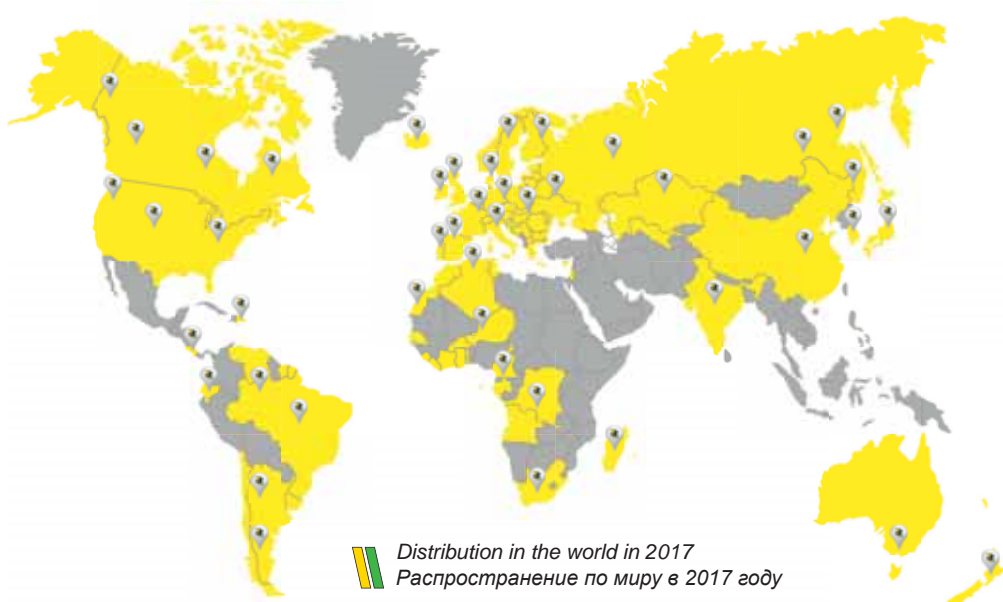 Distribution in the world in 2017
Распространение по миру в 2017 году